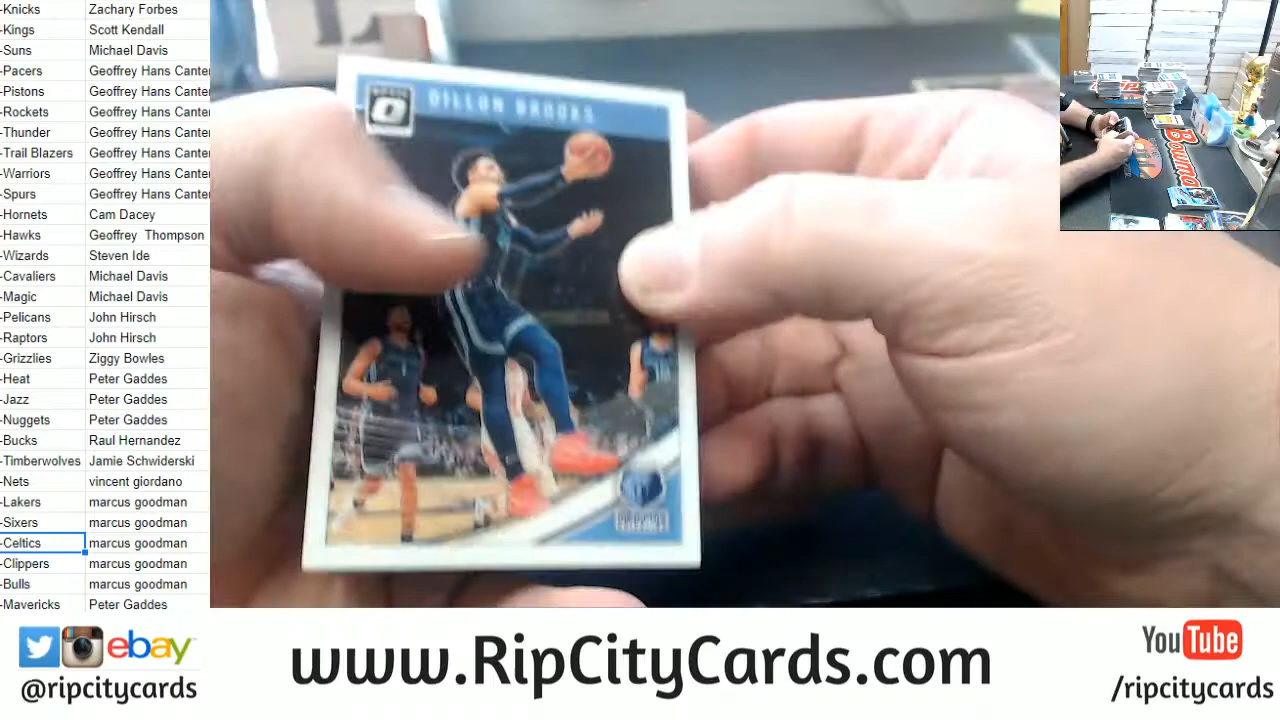 -Knicks Zachary Forbes
-Kings Scott Kendall
-Suns Michael Davis
-Pacers Geoffrey Hans Canter
-Pistons Geoffrey Hans Canter
-Rockets Geoffrey Hans Canter
-Thunder Geoffrey Hans Canter
-Trail Blazers Geoffrey Hans Canter
-Warriors Geoffrey Hans Canter
-Spurs Geoffrey Hans Canter
-Hornets Cam Dacey
-Hawks Geoffrey Thompson
-Wizards Steven Ide
-Cavaliers Michael Davis
-Magic Michael Davis
-Pelicans John Hirsch
-Raptors John Hirsch
-Grizzlies Ziggy Bowles
-Heat Peter Gaddes
-Jazz Peter Gaddes
-Nuggets Peter Gaddes
-Bucks Raul Hernandez
-Timberwolves Jamie Schwiderski
-Nets vincent giordano
-Lakers marcus goodman
-Sixers marcus goodman
-Celtics marcus goodman
-Clippers marcus goodman
-Bulls marcus goodman
-Mavericks Peter Gaddes
DILLON BROOKS
ebay
@ripcitycards
www.RipCityCards.com
YouTube
/ripcitycards